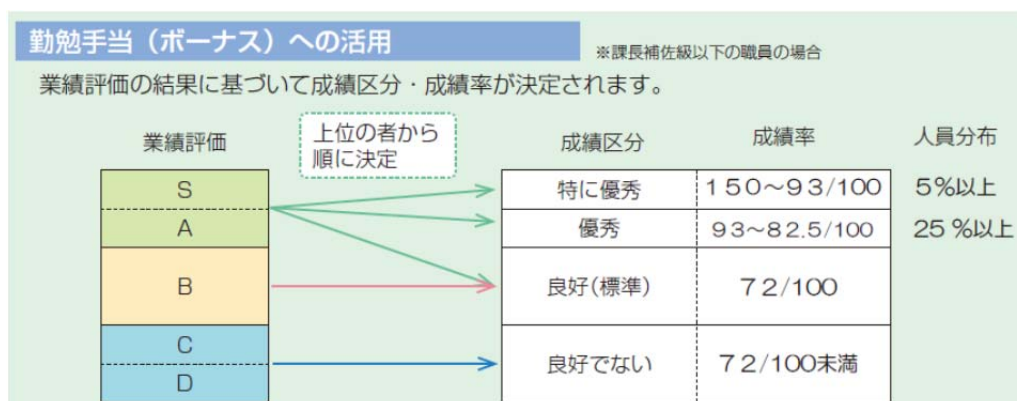 勤勉手当（ボーナス）への活用
※課長補佐級以下の職員の場合
業績評価の結果に基づいて成績区分・成績率が決定されます。
業績評価
上位の者から
順に決定
成績区分
成績率
人員分布
S
特に優秀
150～93/100
5%以上
A
優秀
93～82.5/100
25%以上
B
良好(標準)
72/100
C
良好でない
72/100未満
D